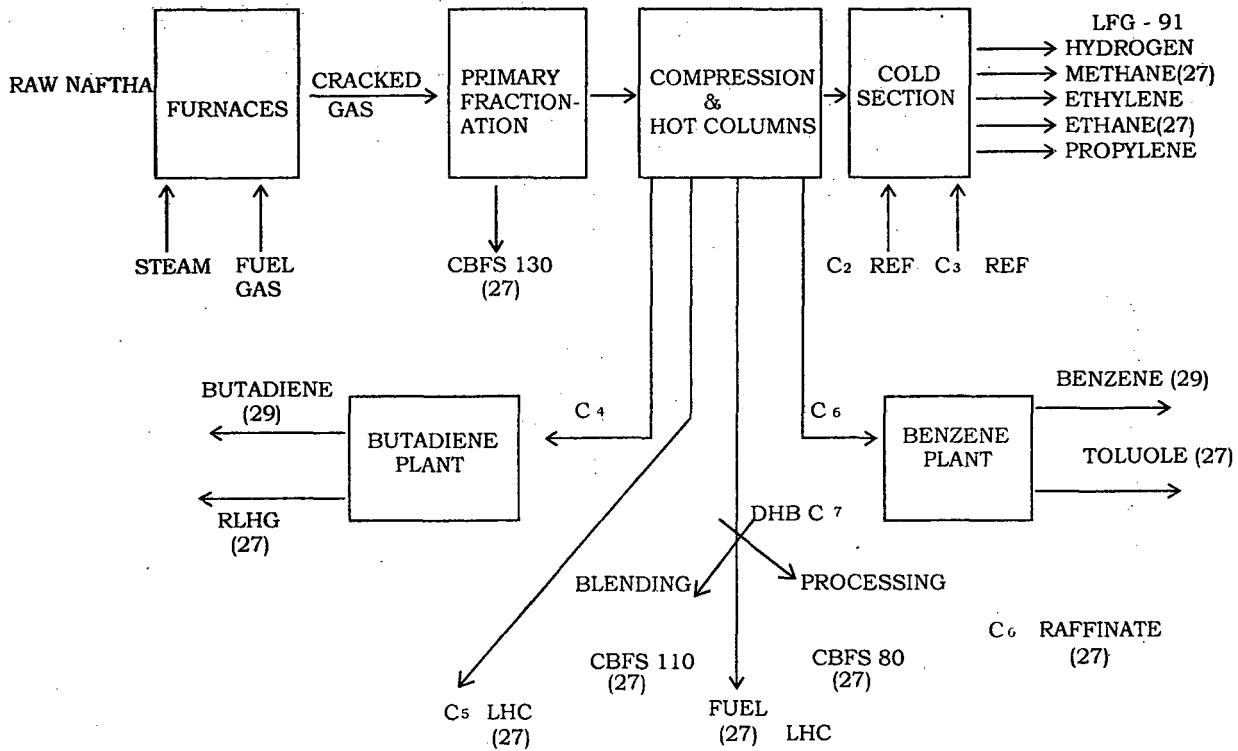 LFG - 91
HYDROGEN
METHANE(27)
ETHYLENE
ETHANE(27)
PROPYLENE
RAW NAFTHA
FURNACES
CRACKED
GAS
PRIMARY
FRACTION-
ATION
COMPRESSION
&
HOT COLUMNS
COLD
SECTION
STEAM
FUEL
GAS
CBFS 130
(27)
C2 REF
C3 REF
BUTADIENE
(29)
BUTADIENE
PLANT
RLHG
(27)
C4
C6
BENZENE
PLANT
BENZENE (29)
TOLUOLE (27)
DHB C7
BLENDING
PROCESSING
C6 RAFFINATE
(27)
CBFS 110
(27)
CBFS 80
(27)
C5 LHC
(27)
FUEL
(27) LHC